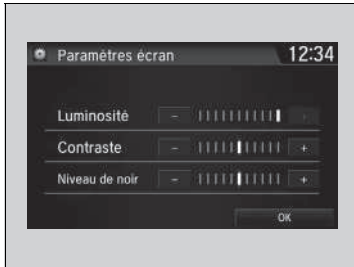 Paramètres écran 12:34
Luminosité - +
Contraste - +
Niveau de noir - +
OK